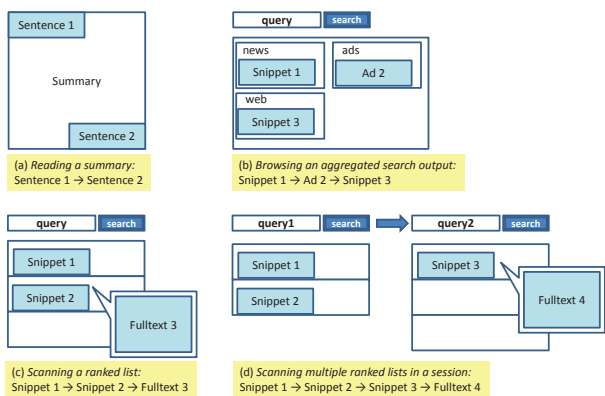 Sentence 1
Summary
Sentence 2
(a) Reading a summary:
Sentence 1 → Sentence 2
query search
news ads
Snippet 1 Ad 2
web
Snippet 3
(b) Browsing an aggregated search output:
Snippet 1 → Ad 2 → Snippet 3
query search
Snippet 1
Snippet 2
Fulltext 3
(c) Scanning a ranked list:
Snippet 1 → Snippet 2 → Fulltext 3
query1 search query2 search
Snippet 1 Snippet 3
Snippet 2 Fulltext 4
(d) Scanning multiple ranked lists in a session:
Snippet 1 → Snippet 2 → Snippet 3 → Fulltext 4